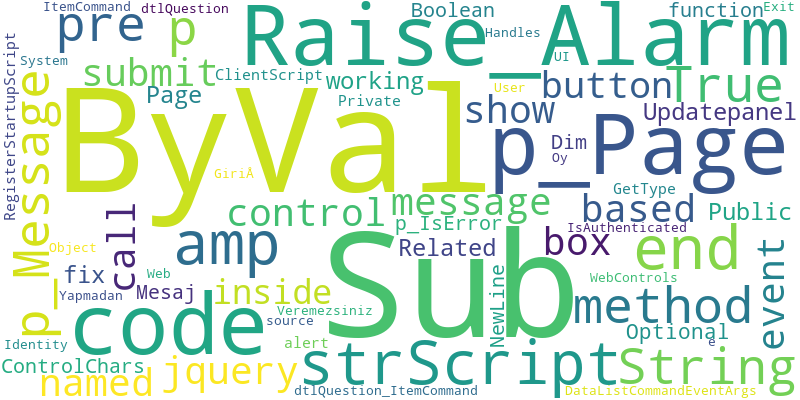 ItemCommand
dtlQuestion
Boolean
function
Exit
pre
p
Raise_Alarm
Handles
System
submit
ClientScript
working
UI
button
True
RegisterStartupScript
Page
Private
User
show
Updatepanel
p_Message
ByVal
p_Page
Dim
Oy
GiriÅ
GetType
call
control
message
based
Public
amp
p_IsError
IsAuthenticated
Object
Related
box
end
event
fix
Web
Sub
NewLine
WebControls
Yapmadan
Mesaj
inside
method
code
Veremezsiniz
source
Optional
Identity
alert
e
ControlChars
named
jquery
strScript
String
dtlQuestion_ItemCommand
DataListCommandEventArgs